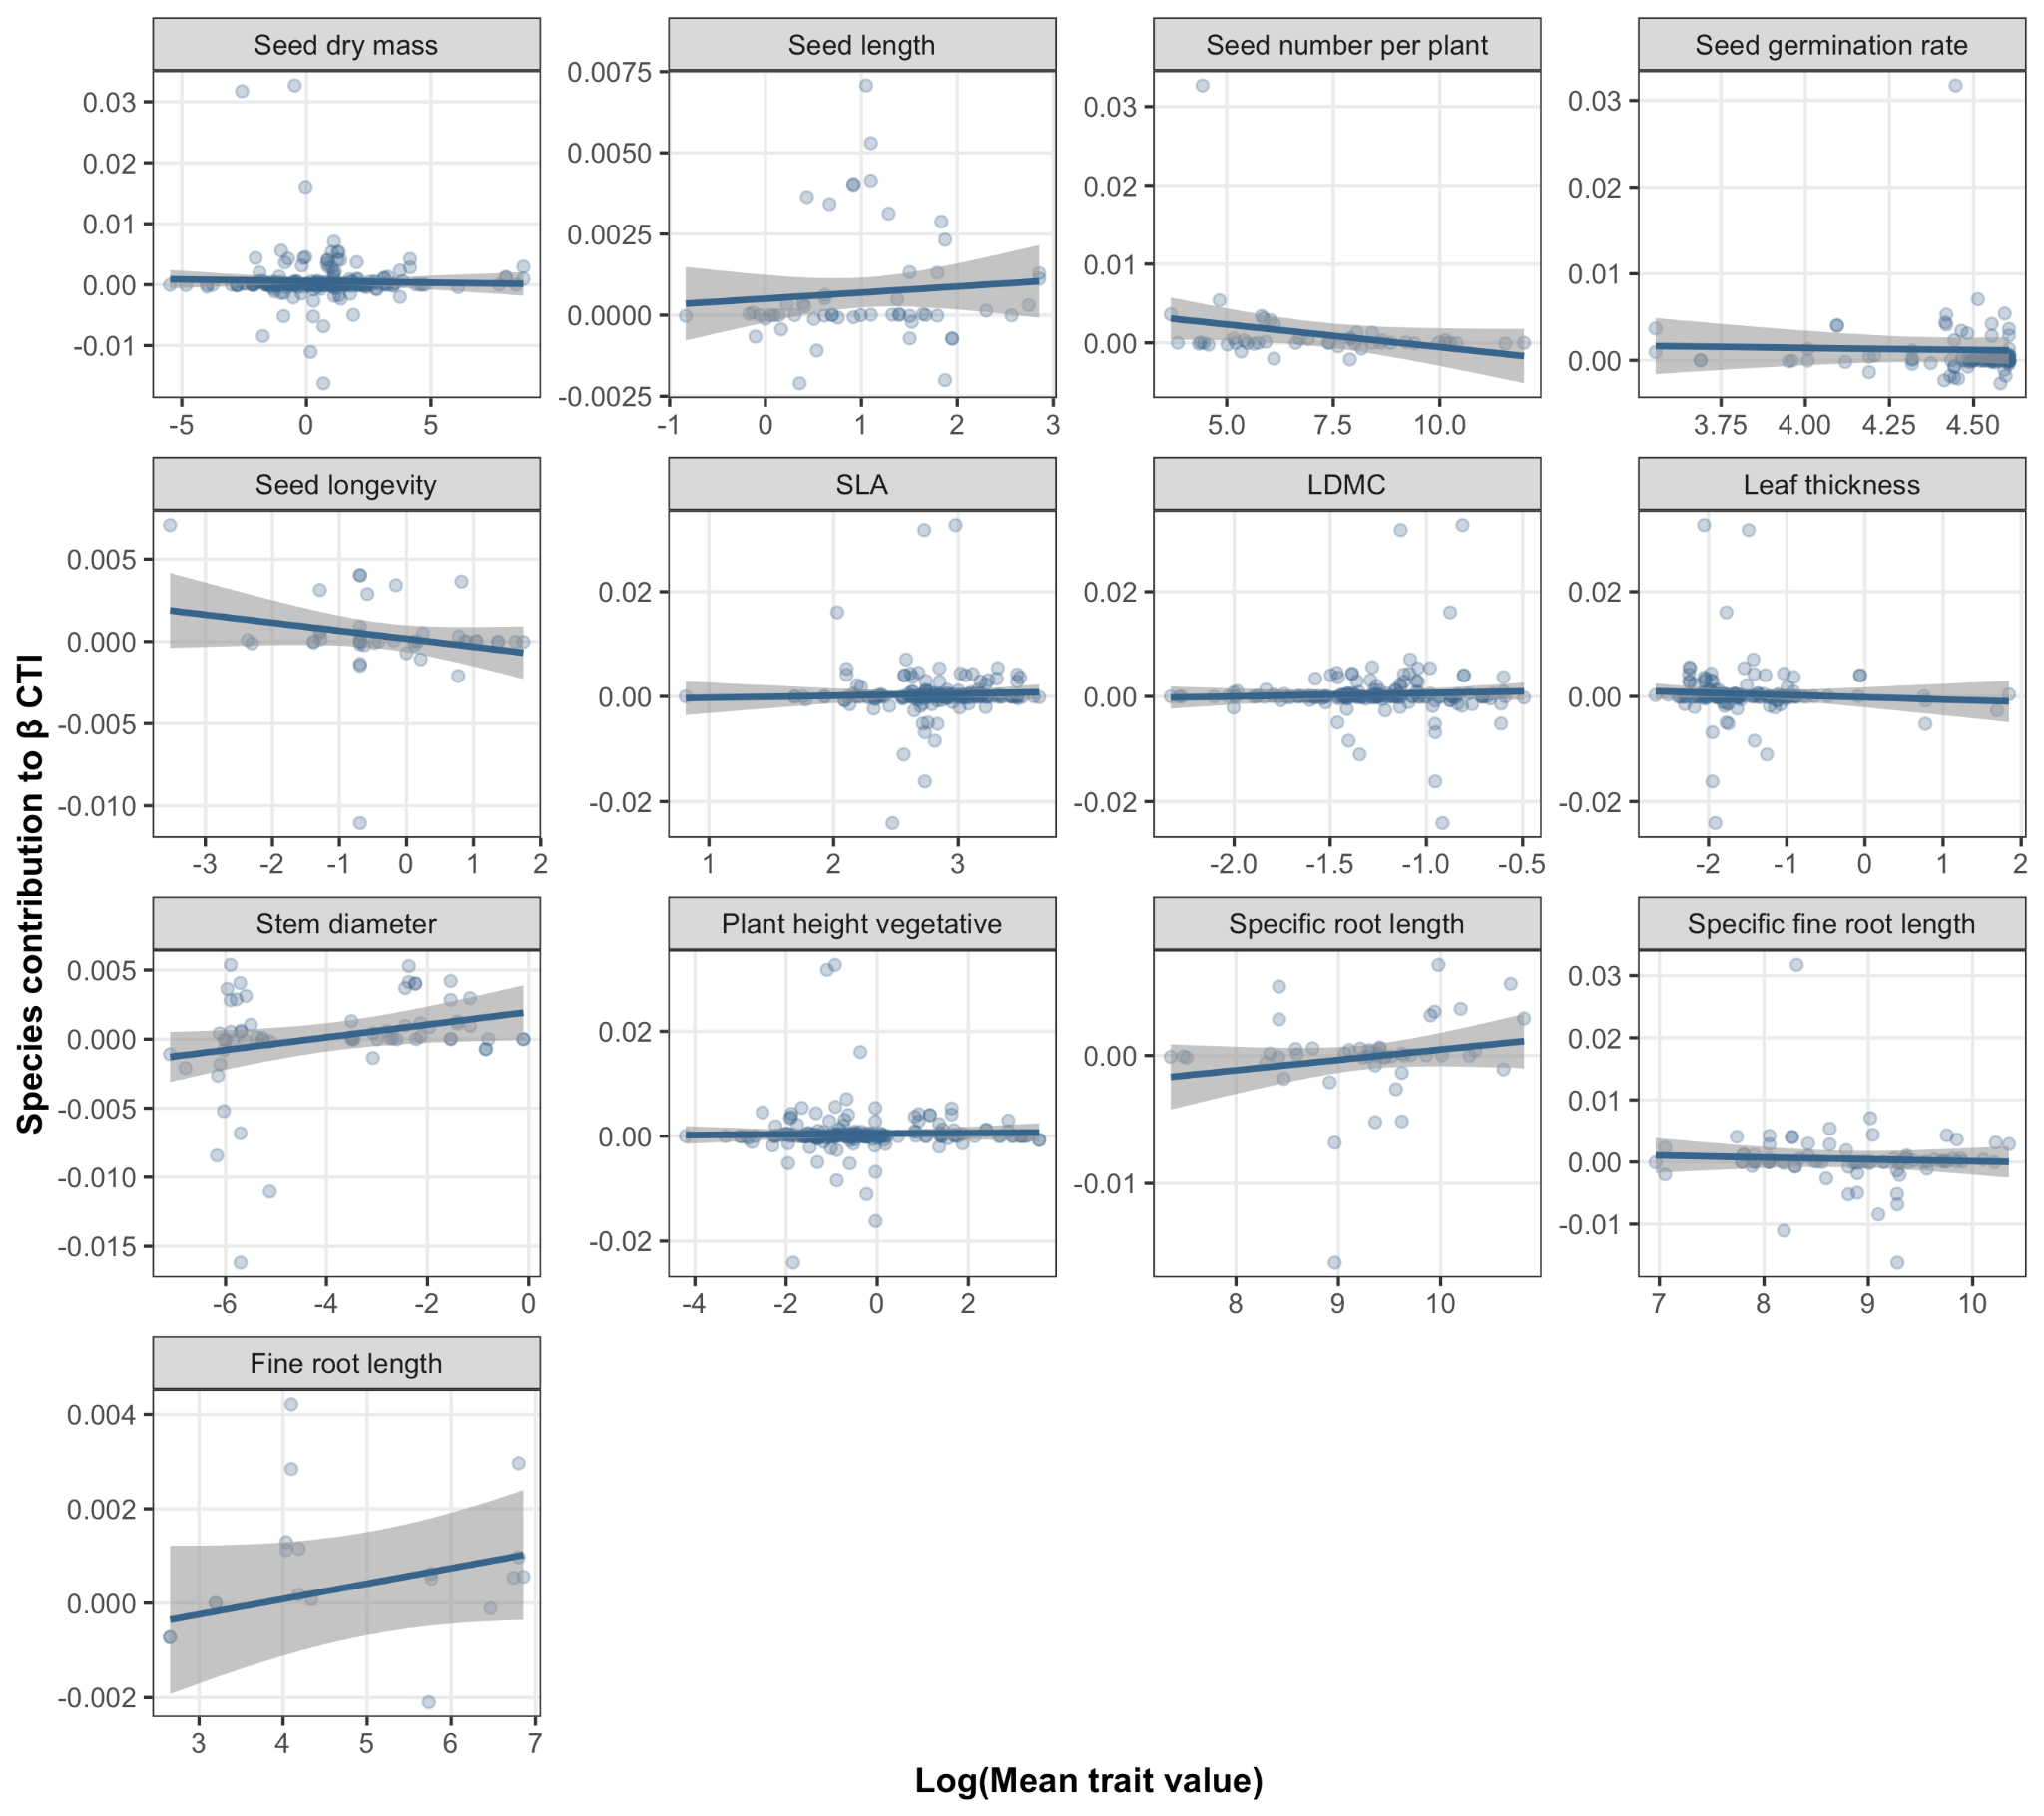 Seed dry mass
Seed length
Seed number per plant
Seed germination rate
0.03
0.02
0.01
0.00
-0.01
-5 0 5
0.0075
0.0050
0.0025
0.0000
-0.0025
-1 0 1 2 3
0.03
0.02
0.01
0.00
5.0 7.5 10.0
0.03
0.02
0.01
0.00
3.75 4.00 4.25 4.50
Seed longevity
SLA
LDMC
Leaf thickness
0.005
0.000
-0.005
-0.010
-3 -2 -1 0 1 2
0.02
0.00
-0.02
1 2 3
0.02
0.00
-0.02
-2.0 -1.5 -1.0 -0.5
0.02
0.00
-0.02
-2 -1 0 1 2
Species contribution to β CTI
Stem diameter
Plant height vegetative
Specific root length
Specific fine root length
0.005
0.000
-0.005
-0.010
-0.015
-6 -4 -2 0
0.02
0.00
-0.02
-4 -2 0 2
0.00
-0.01
8 9 10
0.03
0.02
0.01
0.00
-0.01
7 8 9 10
Fine root length
0.004
0.002
0.000
-0.002
3 4 5 6 7
Log(Mean trait value)